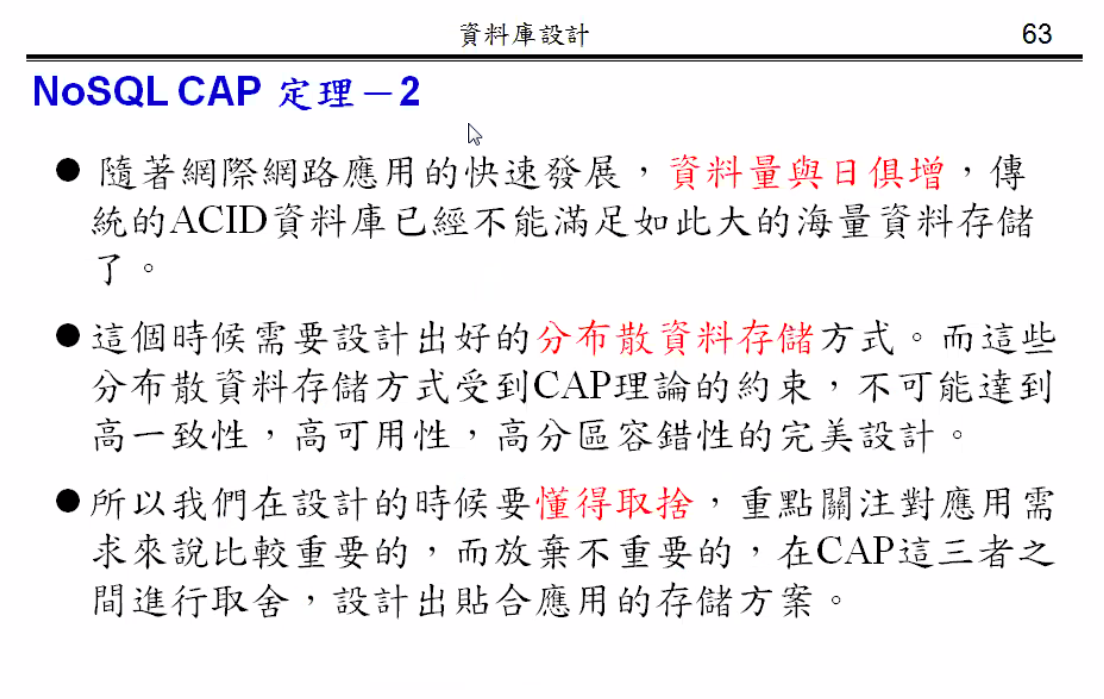 資料庫設計 63
NoSQL CAP 定理－2
● 隨著網際網路應用的快速發展，資料量與日俱增，傳
統的ACID資料庫已經不能滿足如此大的海量資料存儲
了。
● 這個時候需要設計出好的分布散資料存儲方式。而這些
分布散資料存儲方式受到CAP理論的約束，不可能達到
高一致性，高可用性，高分區容錯性的完美設計。
● 所以我們在設計的時候要懂得取捨，重點關注對應用需
求來說比較重要的，而放棄不重要的，在CAP這三者之
間進行取舍，設計出貼合應用的存儲方案。